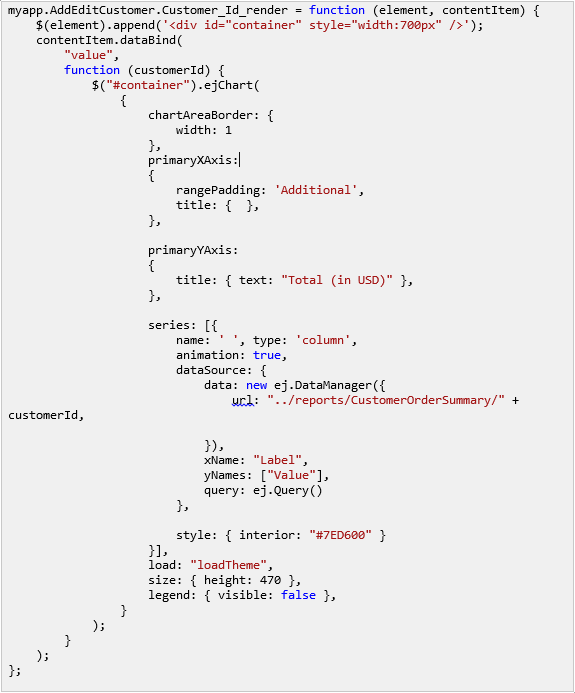 myapp.AddEditCustomer.Customer_Id_render = function (element, contentItem) {
    $(element).append('<div id="container" style="width:700px" />');
    contentItem.dataBind(
        "value",
        function (customerId) {
            $("#container").ejChart(
                {
                    chartAreaBorder: {
                        width: 1
                    },
                    primaryXAxis:
                    {
                        rangePadding: 'Additional',
                        title: {  },
                    },

                    primaryYAxis:
                    {
                        title: { text: "Total (in USD)" },
                    },

                    series: [{
                        name: ' ', type: 'column',
                        animation: true,
                        dataSource: {
                            data: new ej.DataManager({
                                url: "../reports/CustomerOrderSummary/" +
customerId,

                            }),
                            xName: "Label",
                            yNames: ["Value"],
                            query: ej.Query()
                        },

                        style: { interior: "#7ED600" }
                    }],
                    load: "loadTheme",
                    size: { height: 470 },
                    legend: { visible: false },
                }
            );
        }
    );
};